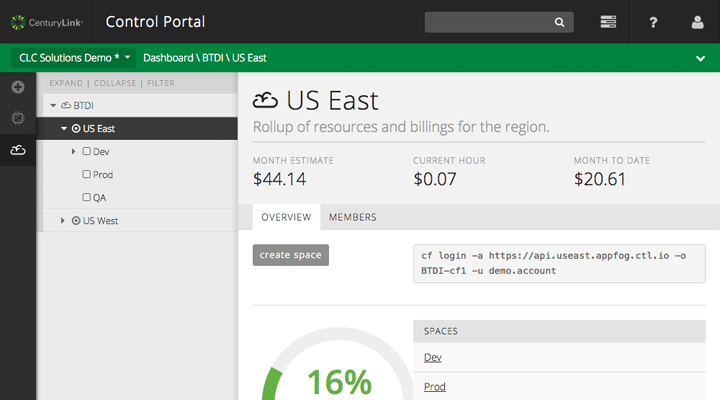 CenturyLink®
Control Portal
?
CLC Solutions Demo *
Dashboard \ BTDI \ US East
EXPAND | COLLAPSE | FILTER
BTDI
US East
Dev
Prod
QA
US West
US East
Rollup of resources and billings for the region.
MONTH ESTIMATE
$44.14
CURRENT HOUR
$0.07
MONTH TO DATE
$20.61
OVERVIEW
MEMBERS
create space
cf login -a https://api.useast.appfog.ctl.io -o
BTDI-cf1 -u demo.account
16%
SPACES
Dev
Prod